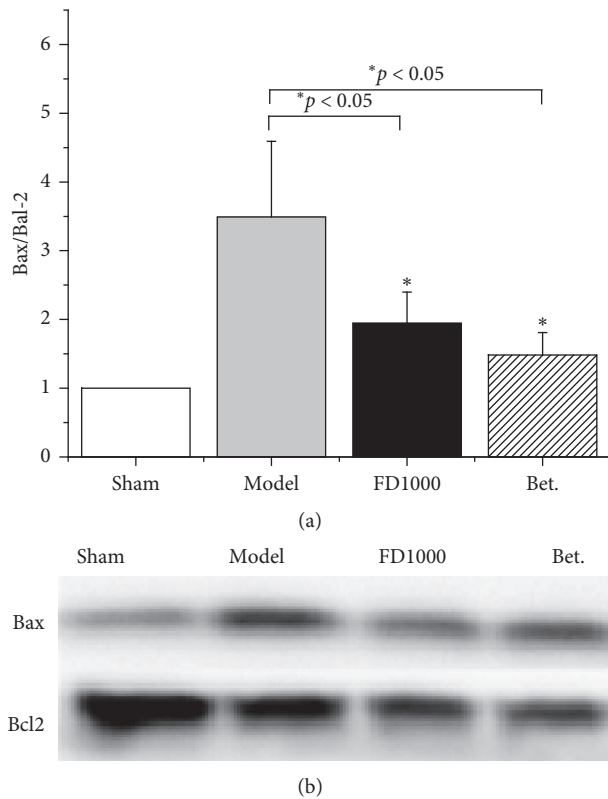 6
*p < 0.05
5
*p < 0.05
4
Bax/Bal-2
3
*
2
*
1
0
Sham Model FD1000 Bet.
(a)
Sham Model FD1000 Bet.
Bax
Bcl2
(b)